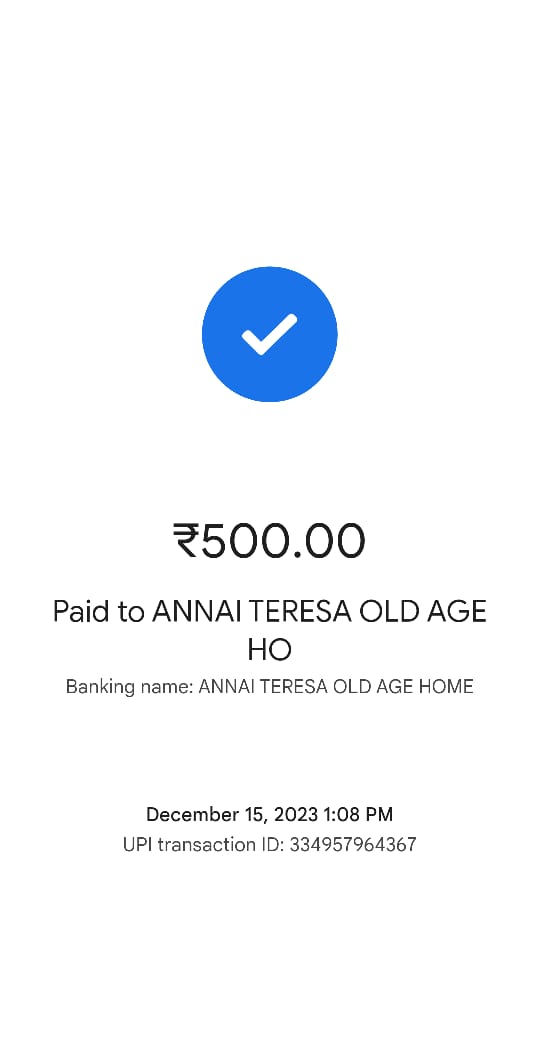 ₹500.00
Paid to ANNAI TERESA OLD AGE
HO
Banking name: ANNAI TERESA OLD AGE HOME
December 15, 2023 1:08 PM
UPI transaction ID: 334957964367